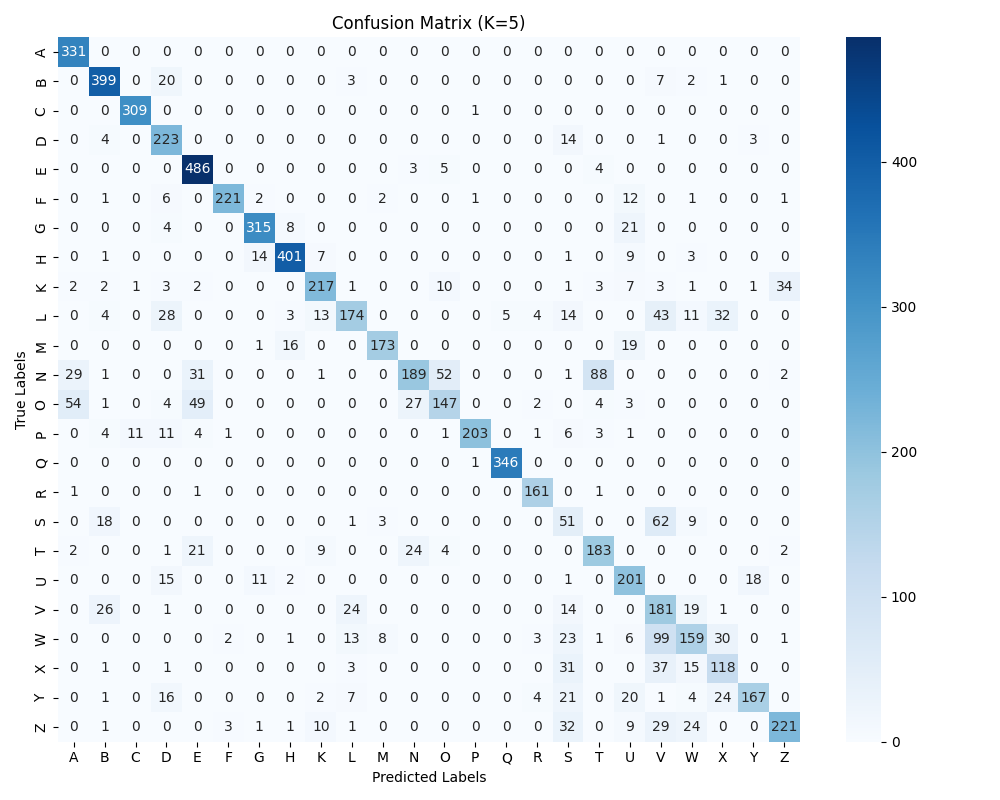 Confusion Matrix (K=5)
True Labels
A 331 0 0 0 0 0 0 0 0 0 0 0 0 0 0 0 0 0 0 0 0 0 0 0
B 0 399 0 20 0 0 0 0 0 3 0 0 0 0 0 0 0 0 0 7 2 1 0 0
C 0 0 309 0 0 0 0 0 0 0 0 0 0 1 0 0 0 0 0 0 0 0 0 0
D 0 4 0 223 0 0 0 0 0 0 0 0 0 0 0 0 14 0 0 1 0 0 3 0
E 0 0 0 0 486 0 0 0 0 0 0 3 5 0 0 0 0 4 0 0 0 0 0 0
F 0 1 0 6 0 221 2 0 0 0 2 0 0 1 0 0 0 0 12 0 1 0 0 1
G 0 0 0 4 0 0 315 8 0 0 0 0 0 0 0 0 0 0 21 0 0 0 0 0
H 0 1 0 0 0 0 14 401 7 0 0 0 0 0 0 0 1 0 9 0 3 0 0 0
K 2 2 1 3 2 0 0 0 217 1 0 0 10 0 0 0 1 3 7 3 1 0 1 34
L 0 4 0 28 0 0 0 3 13 174 0 0 0 0 5 4 14 0 0 43 11 32 0 0
M 0 0 0 0 0 0 1 16 0 0 173 0 0 0 0 0 0 0 19 0 0 0 0 0
N 29 1 0 0 31 0 0 0 1 0 0 189 52 0 0 0 1 88 0 0 0 0 0 2
O 54 1 0 4 49 0 0 0 0 0 0 27 147 0 0 2 0 4 3 0 0 0 0 0
P 0 4 11 11 4 1 0 0 0 0 0 0 1 203 0 1 6 3 1 0 0 0 0 0
Q 0 0 0 0 0 0 0 0 0 0 0 0 0 1 346 0 0 0 0 0 0 0 0 0
R 1 0 0 0 1 0 0 0 0 0 0 0 0 0 0 161 0 1 0 0 0 0 0 0
S 0 18 0 0 0 0 0 0 0 1 3 0 0 0 0 0 51 0 0 62 9 0 0 0
T 2 0 0 1 21 0 0 0 9 0 0 24 4 0 0 0 0 183 0 0 0 0 0 2
U 0 0 0 15 0 0 11 2 0 0 0 0 0 0 0 0 1 0 201 0 0 0 18 0
V 0 26 0 1 0 0 0 0 0 24 0 0 0 0 0 0 14 0 0 181 19 1 0 0
W 0 0 0 0 0 2 0 1 0 13 8 0 0 0 0 3 23 1 6 99 159 30 0 1
X 0 1 0 1 0 0 0 0 0 3 0 0 0 0 0 0 31 0 0 37 15 118 0 0
Y 0 1 0 16 0 0 0 0 2 7 0 0 0 0 0 4 21 0 20 1 4 24 167 0
Z 0 1 0 0 0 3 1 1 10 1 0 0 0 0 0 0 32 0 9 29 24 0 0 221
A B C D E F G H K L M N O P Q R S T U V W X Y Z
Predicted Labels
400
300
200
100
0